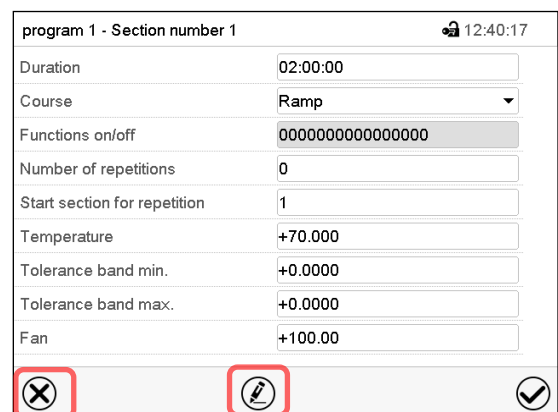 program 1 - Section number 1 12:40:17
Duration 02:00:00
Course Ramp
Functions on/off 0000000000000000
Number of repetitions 0
Start section for repetition 1
Temperature +70.000
Tolerance band min. +0.0000
Tolerance band max. +0.0000
Fan +100.00